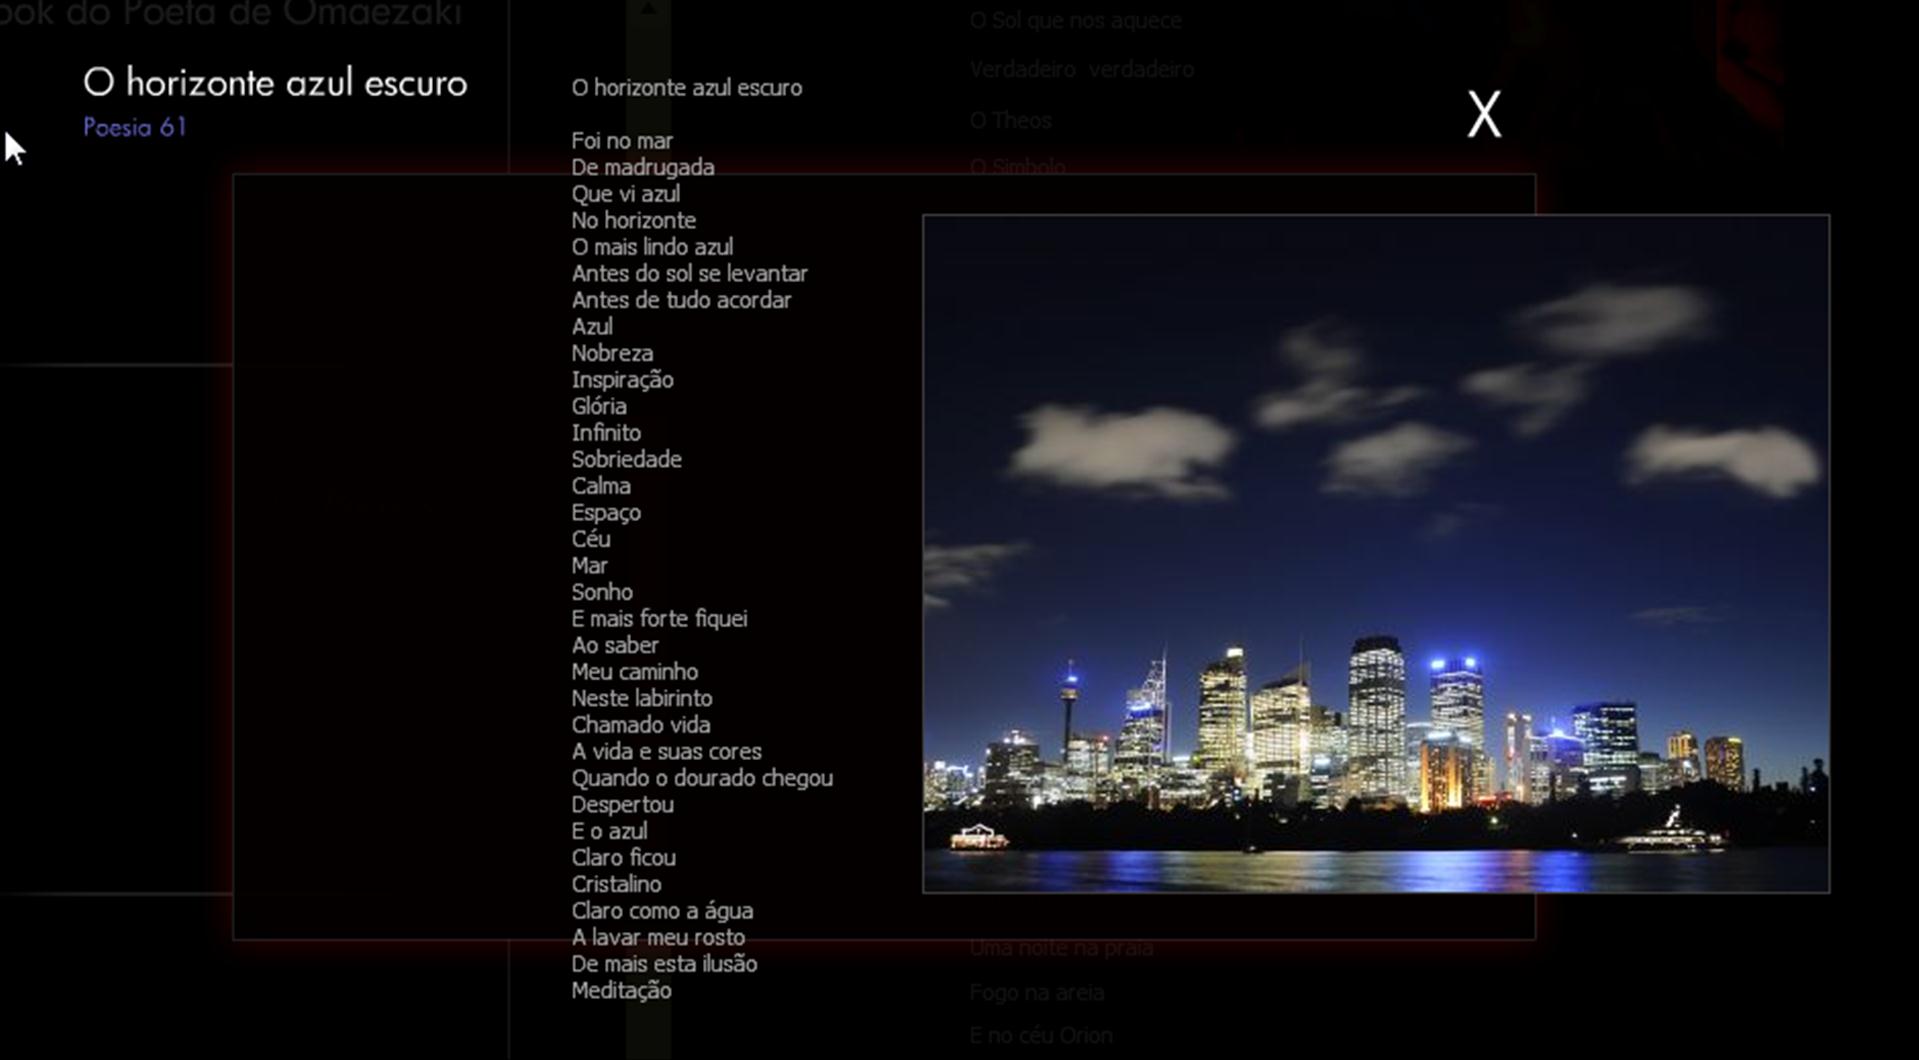 ook do Poeta de Omaezaki
O horizonte azul escuro
Poesia 61
O horizonte azul escuro
Foi no mar
De madrugada
Que vi azul
No horizonte
O mais lindo azul
Antes do sol se levantar
Antes de tudo acordar
Azul
Nobreza
Inspiração
Glória
Infinito
Sobriedade
Calma
Espaço
Céu
Mar
Sonho
E mais forte fiquei
Ao saber
Meu caminho
Neste labirinto
Chamado vida
A vida e suas cores
Quando o dourado chegou
Despertou
E o azul
Claro ficou
Cristalino
Claro como a água
A lavar meu rosto
De mais esta ilusão
Meditação
O Sol que nos aquece
Verdadeiro verdadeiro
O Theos
O Simbolo
X
Uma noite na praia
Fogo na areia
E no céu Orion